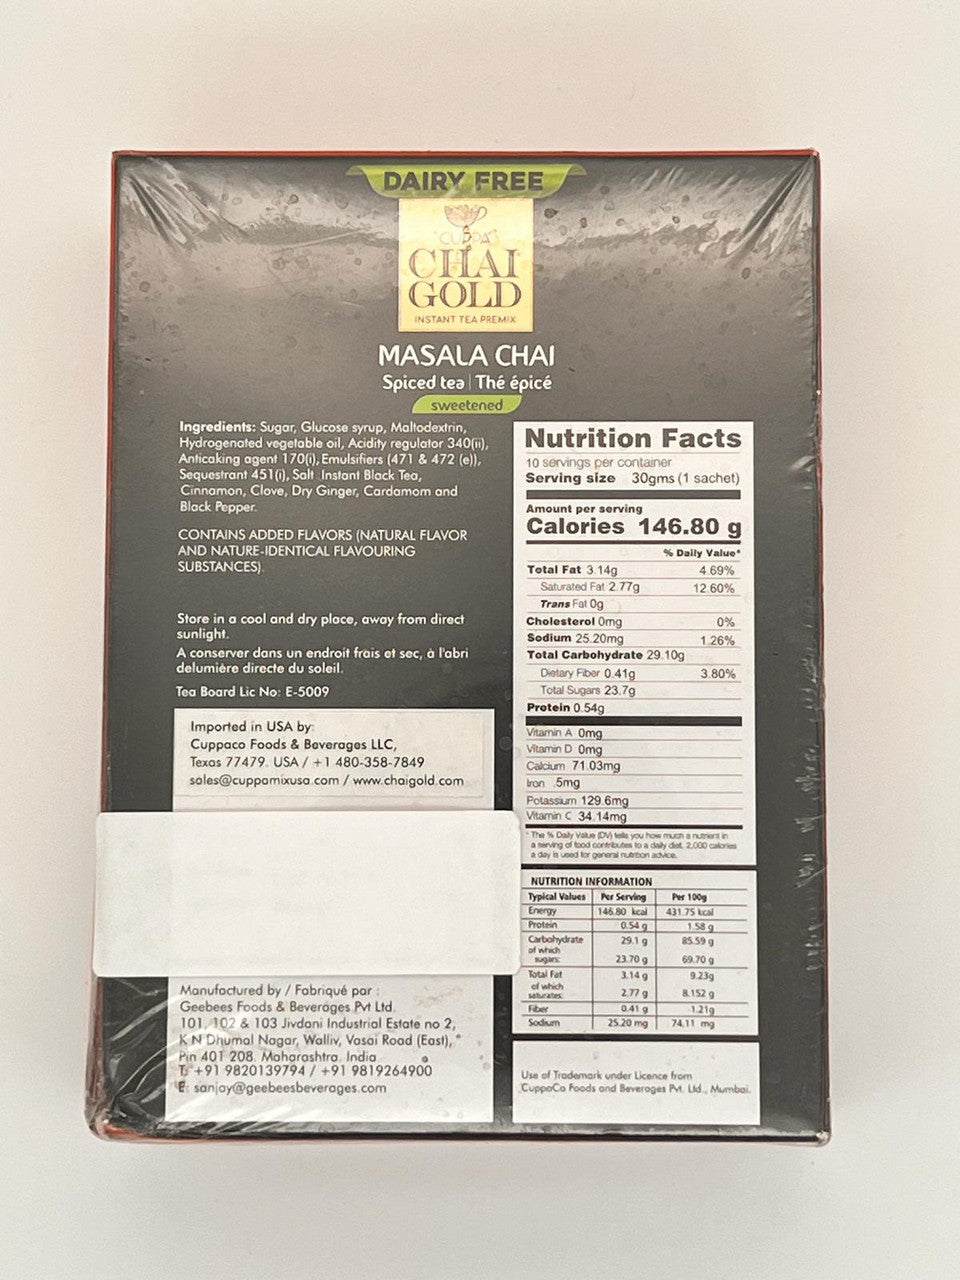 DAIRY FREE
CUPPA
CHAI
GOLD
INSTANT TEA PREMIX
MASALA CHAI
Spiced tea | Thé épicé
sweetened
Ingredients: Sugar, Glucose syrup, Maltodextrin,
Hydrogenated vegetable oil, Acidity regulator 340(ii),
Anticaking agent 170(i), Emulsifiers (471 & 472 (e)),
Sequestrant 451(i), Salt Instant Black Tea,
Cinnamon, Clove, Dry Ginger, Cardamom and
Black Pepper.
CONTAINS ADDED FLAVORS (NATURAL FLAVOR
AND NATURE-IDENTICAL FLAVOURING
SUBSTANCES).
Store in a cool and dry place, away from direct
sunlight.
A conserver dans un endroit frais et sec, à l'abri
delumière directe du soleil.
Tea Board Lic No: E-5009
Imported in USA by:
Cuppaco Foods & Beverages LLC,
Texas 77479. USA / +1 480-358-7849
sales@cuppamixusa.com / www.chaigold.com
Manufactured by / Fabriqué par :
Geebees Foods & Beverages Pvt Ltd.
101, 102 & 103 Jivdani Industrial Estate no 2,
K N Dhumal Nagar, Walliv, Vasai Road (East),
Pin 401 208. Maharashtra. India
T: +91 9820139794 / +91 9819264900
E: sanjay@geebeesbeverages.com
Nutrition Facts
10 servings per container
Serving size 30gms (1 sachet)
Amount per serving
Calories 146.80 g
% Daily Value*
Total Fat 3.14g 4.69%
Saturated Fat 2.77g 12.60%
Trans Fat 0g
Cholesterol 0mg 0%
Sodium 25.20mg 1.26%
Total Carbohydrate 29.10g
Dietary Fiber 0.41g 3.80%
Total Sugars 23.7g
Protein 0.54g
Vitamin A 0mg
Vitamin D 0mg
Calcium 71.03mg
Iron .5mg
Potassium 129.6mg
Vitamin C 34.14mg
* The % Daily Value (DV) tells you how much a nutrient in
a serving of food contributes to a daily diet. 2,000 calories
a day is used for general nutrition advice.
NUTRITION INFORMATION
Typical Values Per Serving Per 100g
Energy 146.80 kcal 431.75 kcal
Protein 0.54 g 1.58 g
Carbohydrate 29.1 g 85.59 g
of which
sugars: 23.70 g 69.70 g
Total Fat 3.14 g 9.23g
of which
saturates: 2.77 g 8.152 g
Fiber 0.41 g 1.21g
Sodium 25.20 mg 74.11 mg
Use of Trademark under Licence from
CuppaCo Foods and Beverages Pvt. Ltd., Mumbai.